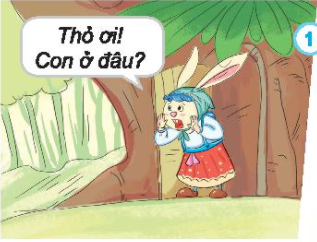 Thỏ ơi!
Con ở đâu?
1